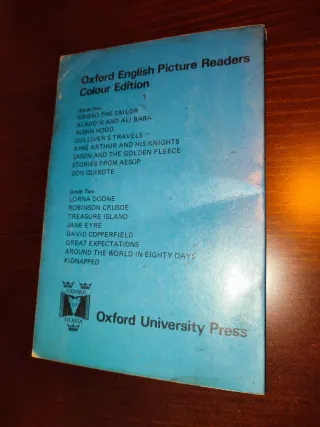 Oxford English Picture Readers
Colour Edition
Grade One
SINBAD THE SAILOR
ALADDIN AND ALI BABA
ROBIN HOOD
GULLIVER'S TRAVELS
KING ARTHUR AND HIS KNIGHTS
JASON AND THE GOLDEN FLEECE
STORIES FROM AESOP
DON QUIXOTE
Grade Two
LORNA DOONE
ROBINSON CRUSOE
TREASURE ISLAND
JANE EYRE
DAVID COPPERFIELD
GREAT EXPECTATIONS
AROUND THE WORLD IN EIGHTY DAYS
KIDNAPPED
OXFORD
IN ASIA
Oxford University Press